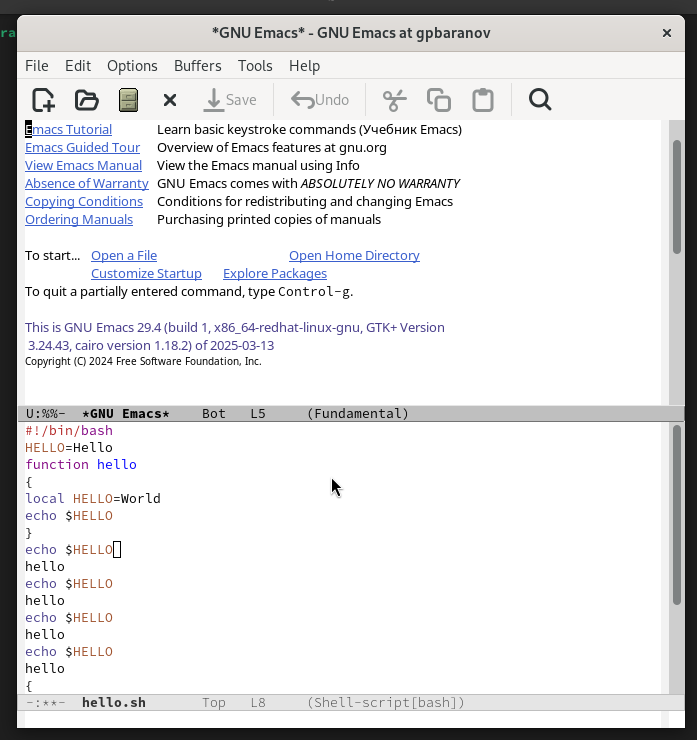 ra
*GNU Emacs* - GNU Emacs at gpbaranov
File Edit Options Buffers Tools Help
Save Undo
Emacs Tutorial Learn basic keystroke commands (Учебник Emacs)
Emacs Guided Tour Overview of Emacs features at gnu.org
View Emacs Manual View the Emacs manual using Info
Absence of Warranty GNU Emacs comes with ABSOLUTELY NO WARRANTY
Copying Conditions Conditions for redistributing and changing Emacs
Ordering Manuals Purchasing printed copies of manuals
To start... Open a File Open Home Directory
Customize Startup Explore Packages
To quit a partially entered command, type Control-g.
This is GNU Emacs 29.4 (build 1, x86_64-redhat-linux-gnu, GTK+ Version
3.24.43, cairo version 1.18.2) of 2025-03-13
Copyright (C) 2024 Free Software Foundation, Inc.
U:%%- *GNU Emacs* Bot L5 (Fundamental)
#!/bin/bash
HELLO=Hello
function hello
{
local HELLO=World
echo $HELLO
}
echo $HELLO
hello
echo $HELLO
hello
echo $HELLO
hello
echo $HELLO
hello
{
-:**- hello.sh Top L8 (Shell-script[bash])